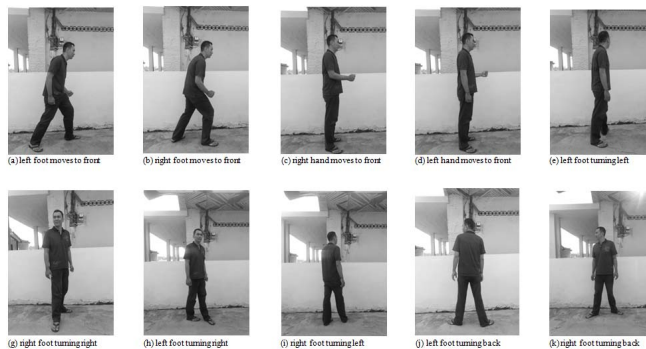 (a) left foot moves to front
(b) right foot moves to front
(c) right hand moves to front
(d) left hand moves to front
(e) left foot turning left
(g) right foot turning right
(h) left foot turning right
(i) right foot turning left
(j) left foot turning back
(k) right foot turning back